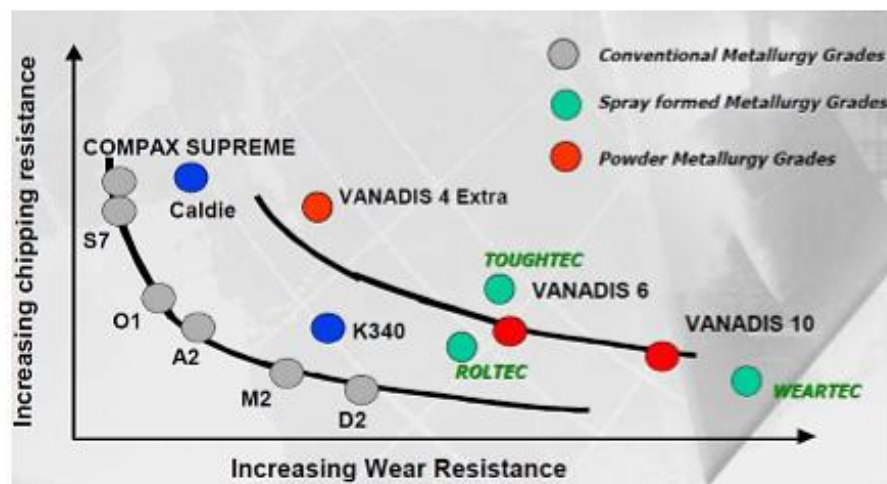 Increasing chipping resistance
Conventional Metallurgy Grades
Spray formed Metallurgy Grades
Powder Metallurgy Grades
COMPAX SUPREME
Caldie
VANADIS 4 Extra
S7
TOUGHTEC
VANADIS 6
O1
VANADIS 10
A2
K340
ROLTEC
M2
D2
WEARTEC
Increasing Wear Resistance